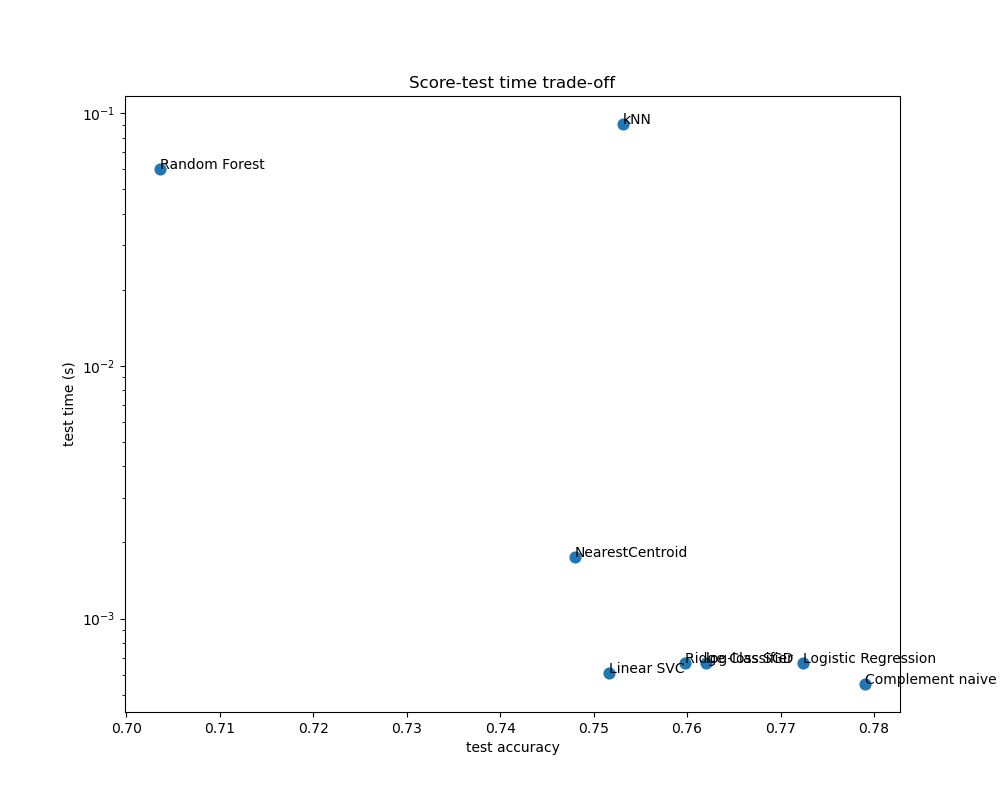 Score-test time trade-off
10⁻¹
kNN
Random Forest
10⁻²
test time (s)
NearestCentroid
10⁻³
Ridge Classifier
log-loss SGD
Logistic Regression
Linear SVC
Complement naive
0.70 0.71 0.72 0.73 0.74 0.75 0.76 0.77 0.78
test accuracy